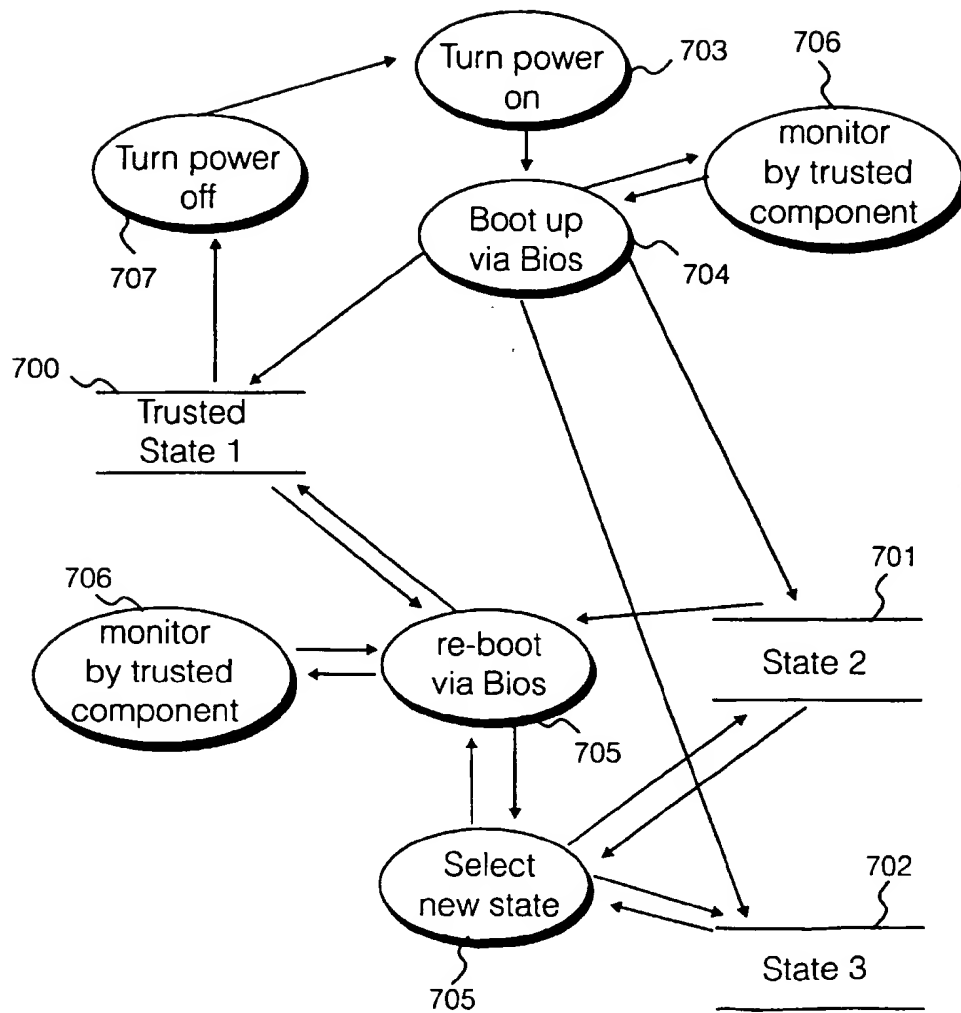 Turn power
on
703
706
monitor
by trusted
component
Turn power
off
707
Boot up
via Bios
704
700
Trusted
State 1
701
State 2
706
monitor
by trusted
component
re-boot
via Bios
705
Select
new state
705
702
State 3